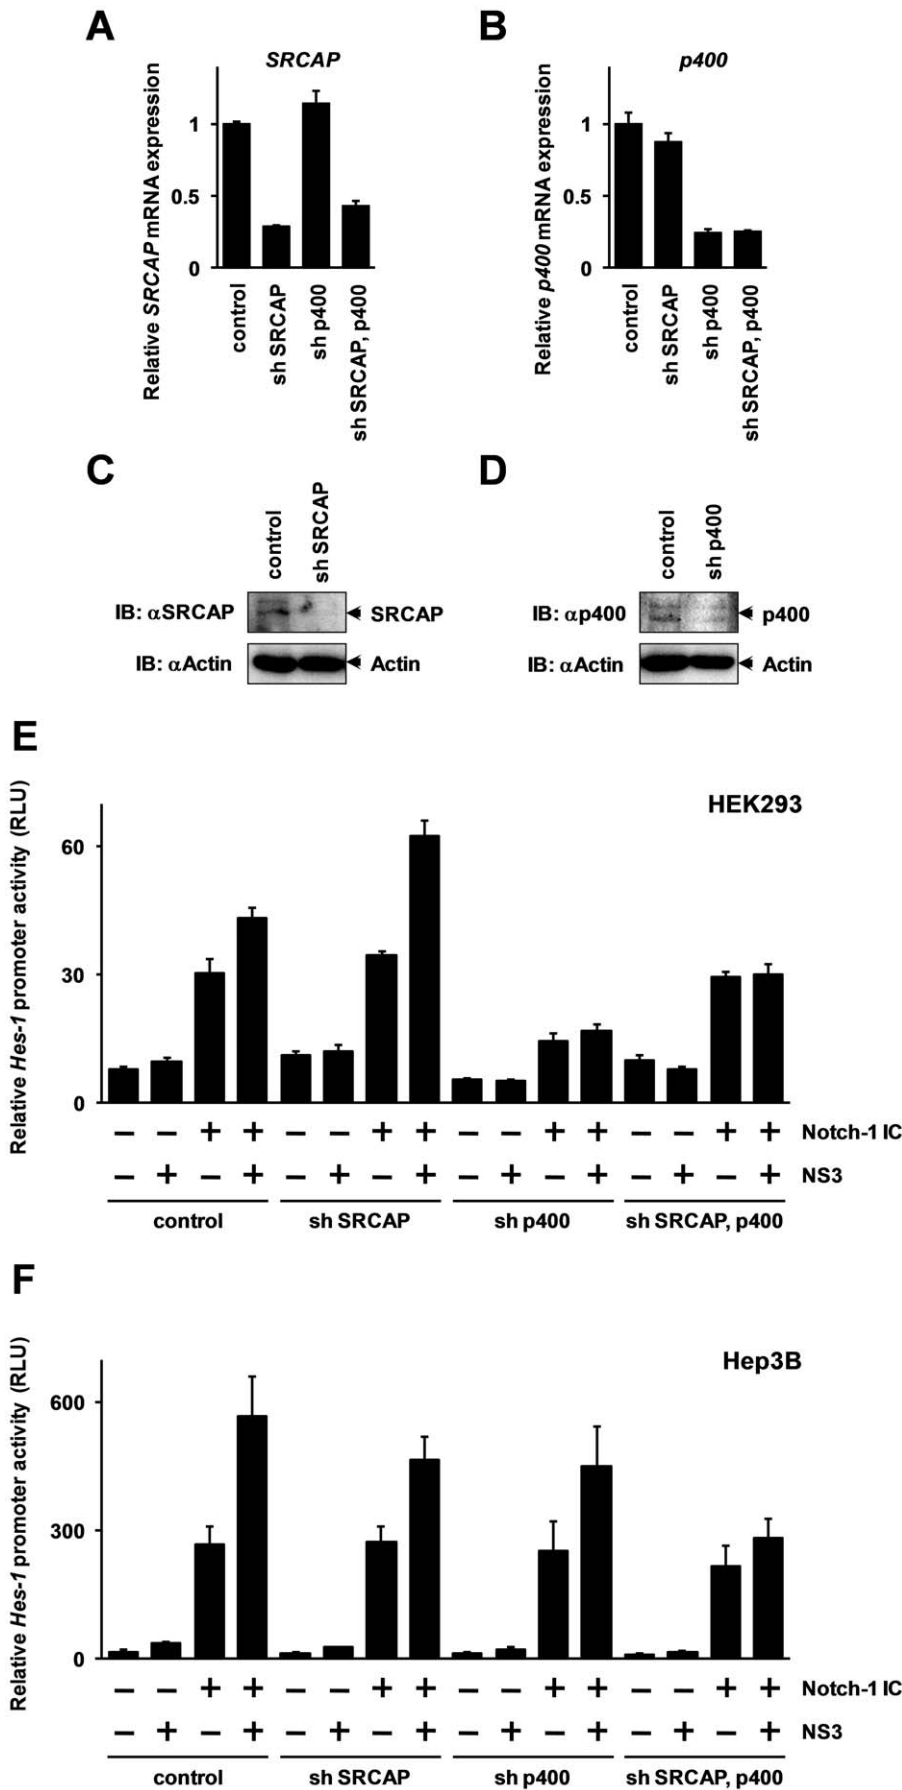 A
SRCAP
Relative SRCAP mRNA expression
1
0.5
0
control
sh SRCAP
sh p400
sh SRCAP, p400
B
p400
Relative p400 mRNA expression
1
0.5
0
control
sh SRCAP
sh p400
sh SRCAP, p400
C
control
sh SRCAP
IB: αSRCAP
SRCAP
IB: αActin
Actin
D
control
sh p400
IB: αp400
p400
IB: αActin
Actin
E
HEK293
Relative Hes-1 promoter activity (RLU)
60
30
0
− − + + − − + + − − + + − − + + Notch-1 IC
− + − + − + − + − + − + − + − + NS3
control sh SRCAP sh p400 sh SRCAP, p400
F
Hep3B
Relative Hes-1 promoter activity (RLU)
600
300
0
− − + + − − + + − − + + − − + + Notch-1 IC
− + − + − + − + − + − + − + − + NS3
control sh SRCAP sh p400 sh SRCAP, p400